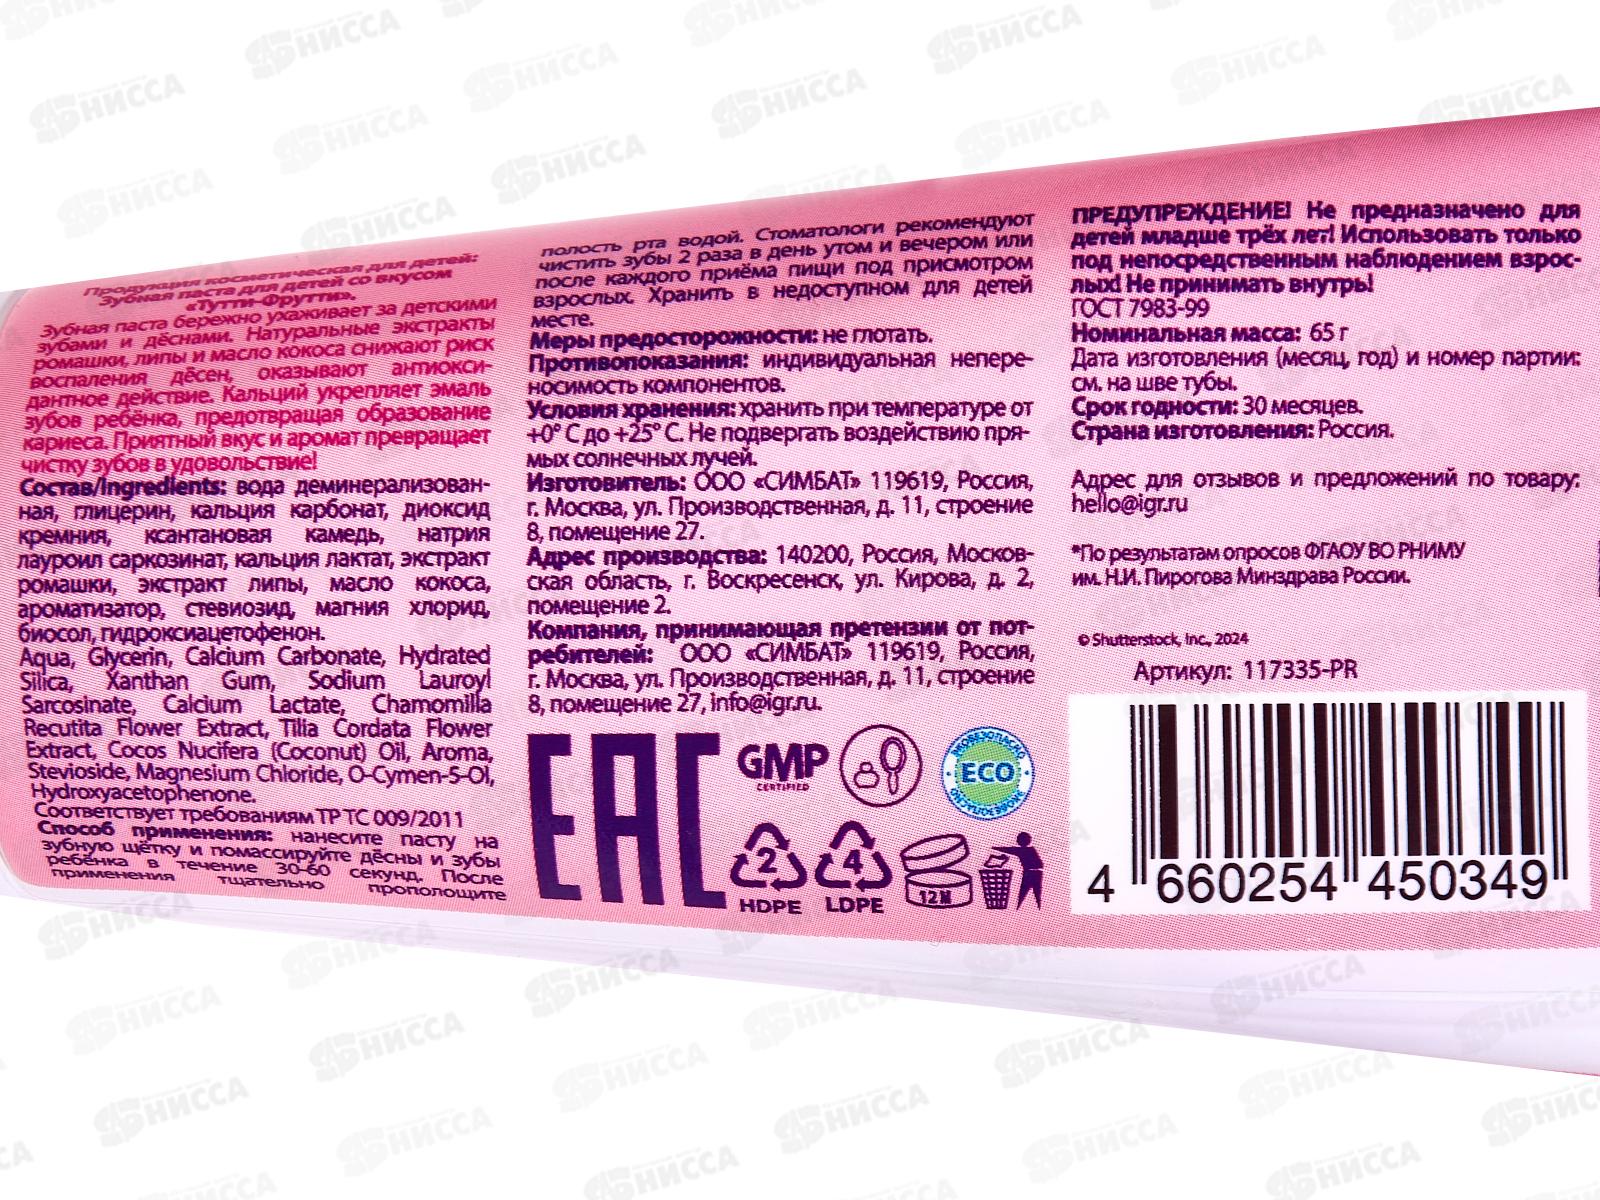 Продукция косметическая для детей:
Зубная паста для детей со вкусом
«Тутти-Фрутти».
Зубная паста бережно ухаживает за детскими
зубами и дёснами. Натуральные экстракты
ромашки, липы и масло кокоса снижают риск
воспаления дёсен, оказывают антиокси-
дантное действие. Кальций укрепляет эмаль
зубов ребёнка, предотвращая образование
кариеса. Приятный вкус и аромат превращает
чистку зубов в удовольствие!
Состав/Ingredients: вода деминерализован-
ная, глицерин, кальция карбонат, диоксид
кремния, ксантановая камедь, натрия
лауроил саркозинат, кальция лактат, экстракт
ромашки, экстракт липы, масло кокоса,
ароматизатор, стевиозид, магния хлорид,
биосол, гидроксиацетофенон.
Aqua, Glycerin, Calcium Carbonate, Hydrated
Silica, Xanthan Gum, Sodium Lauroyl
Sarcosinate, Calcium Lactate, Chamomilla
Recutita Flower Extract, Tilia Cordata Flower
Extract, Cocos Nucifera (Coconut) Oil, Aroma,
Stevioside, Magnesium Chloride, O-Cymen-5-Ol,
Hydroxyacetophenone.
Соответствует требованиям ТР ТС 009/2011
Способ применения: нанесите пасту на
зубную щётку и помассируйте дёсны и зубы
ребёнка в течение 30-60 секунд. После
применения тщательно прополощите
полость рта водой. Стоматологи рекомендуют
чистить зубы 2 раза в день утом и вечером или
после каждого приёма пищи под присмотром
взрослых. Хранить в недоступном для детей
месте.
Меры предосторожности: не глотать.
Противопоказания: индивидуальная непере-
носимость компонентов.
Условия хранения: хранить при температуре от
+0° С до +25° С. Не подвергать воздействию пря-
мых солнечных лучей.
Изготовитель: ООО «СИМБАТ» 119619, Россия,
г. Москва, ул. Производственная, д. 11, строение
8, помещение 27.
Адрес производства: 140200, Россия, Москов-
ская область, г. Воскресенск, ул. Кирова, д. 2,
помещение 2.
Компания, принимающая претензии от пот-
ребителей: ООО «СИМБАТ» 119619, Россия,
г. Москва, ул. Производственная, д. 11, строение
8, помещение 27, info@igr.ru.
EAC
GMP
CERTIFIED
ЭКОБЕЗОПАСНО
ECO
ЭКОБЕЗОПАСНО
2
HDPE
4
LDPE
12M
ПРЕДУПРЕЖДЕНИЕ! Не предназначено для
детей младше трёх лет! Использовать только
под непосредственным наблюдением взрос-
лых! Не принимать внутрь!
ГОСТ 7983-99
Номинальная масса: 65 г
Дата изготовления (месяц, год) и номер партии:
см. на шве тубы.
Срок годности: 30 месяцев.
Страна изготовления: Россия.
Адрес для отзывов и предложений по товару:
hello@igr.ru
*По результатам опросов ФГАОУ ВО РНИМУ
им. Н.И. Пирогова Минздрава России.
© Shutterstock, Inc., 2024
Артикул: 117335-PR
4 660254 450349